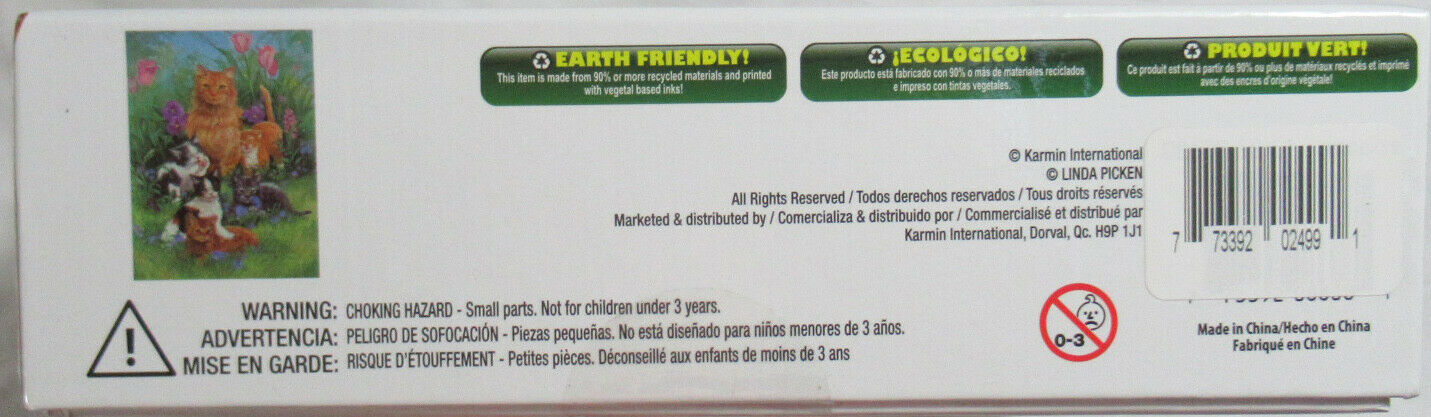 EARTH FRIENDLY!
This item is made from 90% or more recycled materials and printed
with vegetal based inks!
¡ECOLÓGICO!
Este producto está fabricado con 90% o más de materiales reciclados
e impreso con tintas vegetales.
PRODUIT VERT!
Ce produit est fait à partir de 90% ou plus de matériaux recyclés et imprimé
avec des encres d'origine végétale!
© Karmin International
© LINDA PICKEN
All Rights Reserved / Todos derechos reservados / Tous droits réservés
Marketed & distributed by / Comercializa & distribuido por / Commercialisé et distribué par
Karmin International, Dorval, Qc. H9P 1J1
7 73392 02499 1
WARNING: CHOKING HAZARD - Small parts. Not for children under 3 years.
ADVERTENCIA: PELIGRO DE SOFOCACIÓN - Piezas pequeñas. No está diseñado para niños menores de 3 años.
MISE EN GARDE: RISQUE D'ÉTOUFFEMENT - Petites pièces. Déconseillé aux enfants de moins de 3 ans
0-3
Made in China/Hecho en China
Fabriqué en Chine